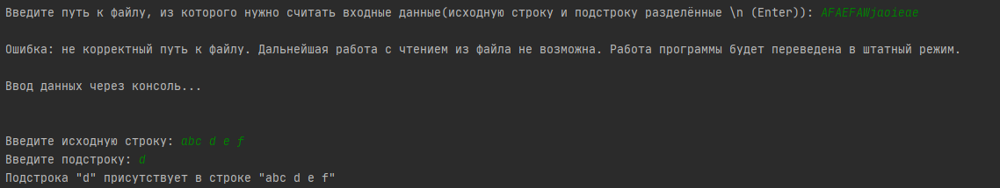 Введите путь к файлу, из которого нужно считать входные данные(исходную строку и подстроку разделённые \n (Enter)): AFAEFAWjaoieae
Ошибка: не корректный путь к файлу. Дальнейшая работа с чтением из файла не возможна. Работа программы будет переведена в штатный режим.
Ввод данных через консоль...
Введите исходную строку: abc d e f
Введите подстроку: d
Подстрока "d" присутствует в строке "abc d e f"